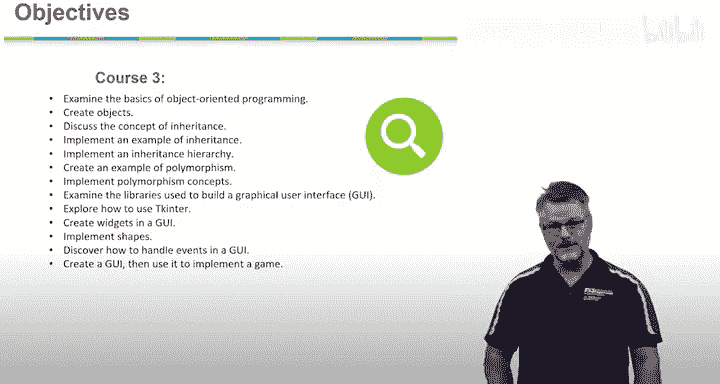 Objectives
Course 3:
• Examine the basics of object-oriented programming.
• Create objects.
• Discuss the concept of inheritance.
• Implement an example of inheritance.
• Implement an inheritance hierarchy.
• Create an example of polymorphism.
• Implement polymorphism concepts.
• Examine the libraries used to build a graphical user interface (GUI).
• Explore how to use Tkinter.
• Create widgets in a GUI.
• Implement shapes.
• Discover how to handle events in a GUI.
• Create a GUI, then use it to implement a game.
bilibili